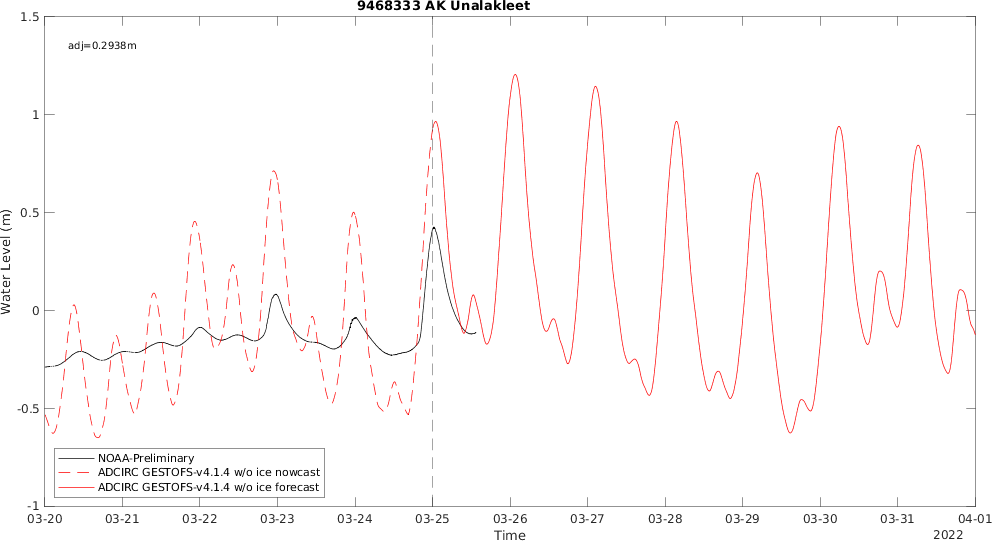 9468333 AK Unalakleet
adj=0.2938m
Water Level (m)
1.5
1
0.5
0
-0.5
-1
NOAA-Preliminary
ADCIRC GESTOFS-v4.1.4 w/o ice nowcast
ADCIRC GESTOFS-v4.1.4 w/o ice forecast
03-20 03-21 03-22 03-23 03-24 03-25 03-26 03-27 03-28 03-29 03-30 03-31 04-01
Time
2022